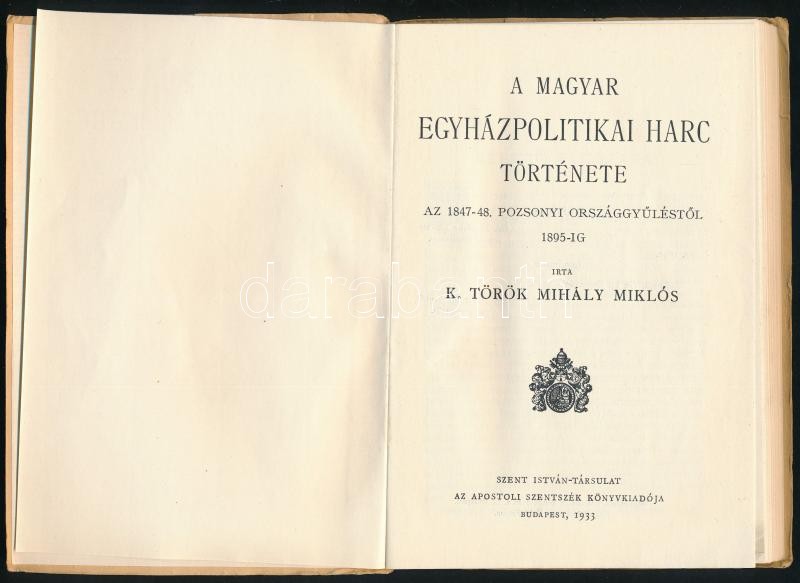 A MAGYAR
EGYHÁZPOLITIKAI HARC
TÖRTÉNETE
AZ 1847-48. POZSONYI ORSZÁGGYŰLÉSTŐL
1895-IG
IRTA
K. TÖRÖK MIHÁLY MIKLÓS
darabanth
SZENT ISTVÁN-TÁRSULAT
AZ APOSTOLI SZENTSZÉK KÖNYVKIADÓJA
BUDAPEST, 1933